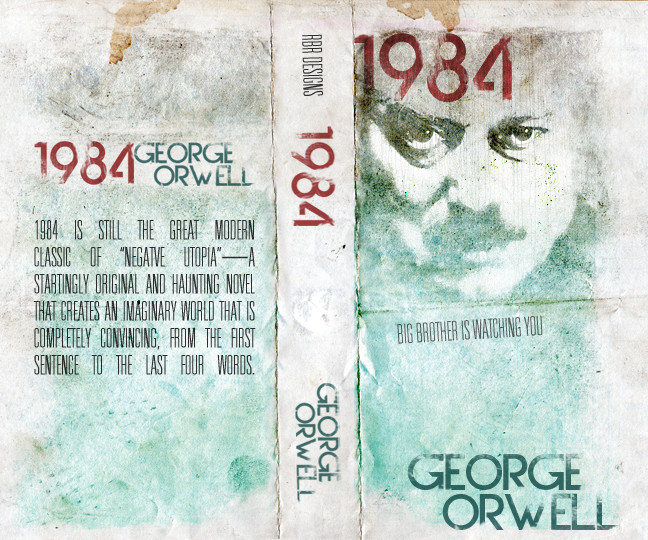 1984 GEORGE
ORWELL
1984 IS STILL THE GREAT MODERN
CLASSIC OF "NEGATVE UTOPIA"——A
STARTINGLY ORIGINAL AND HAUNTING NOVEL
THAT CREATES AN IMAGINARY WORLD THAT IS
COMPLETELY CONVINCING, FROM THE FIRST
SENTENCE TO THE LAST FOUR WORDS.
RBR DESIGNS
1984
GEORGE
ORWELL
1984
BIG BROTHER IS WATCHING YOU
GEORGE
ORWELL